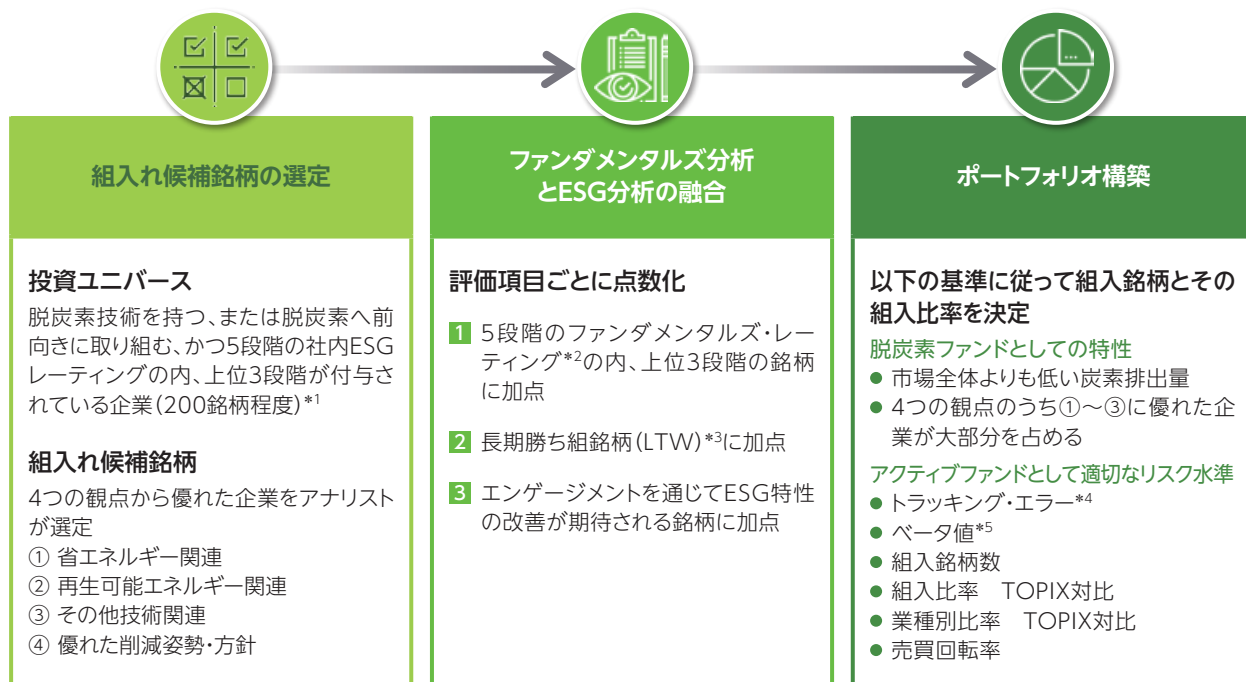 組入れ候補銘柄の選定
投資ユニバース
脱炭素技術を持つ、または脱炭素へ前
向きに取り組む、かつ5段階の社内ESG
レーティングの内、上位3段階が付与さ
れている企業(200銘柄程度)*1
組入れ候補銘柄
4つの観点から優れた企業をアナリスト
が選定
① 省エネルギー関連
② 再生可能エネルギー関連
③ その他技術関連
④ 優れた削減姿勢・方針
ファンダメンタルズ分析
とESG分析の融合
評価項目ごとに点数化
1 5段階のファンダメンタルズ・レー
ティング*2の内、上位3段階の銘柄
に加点
2 長期勝ち組銘柄(LTW)*3に加点
3 エンゲージメントを通じてESG特性
の改善が期待される銘柄に加点
ポートフォリオ構築
以下の基準に従って組入銘柄とその
組入比率を決定
脱炭素ファンドとしての特性
● 市場全体よりも低い炭素排出量
● 4つの観点のうち①〜③に優れた企
業が大部分を占める
アクティブファンドとして適切なリスク水準
● トラッキング・エラー*4
● ベータ値*5
● 組入銘柄数
● 組入比率　TOPIX対比
● 業種別比率　TOPIX対比
● 売買回転率